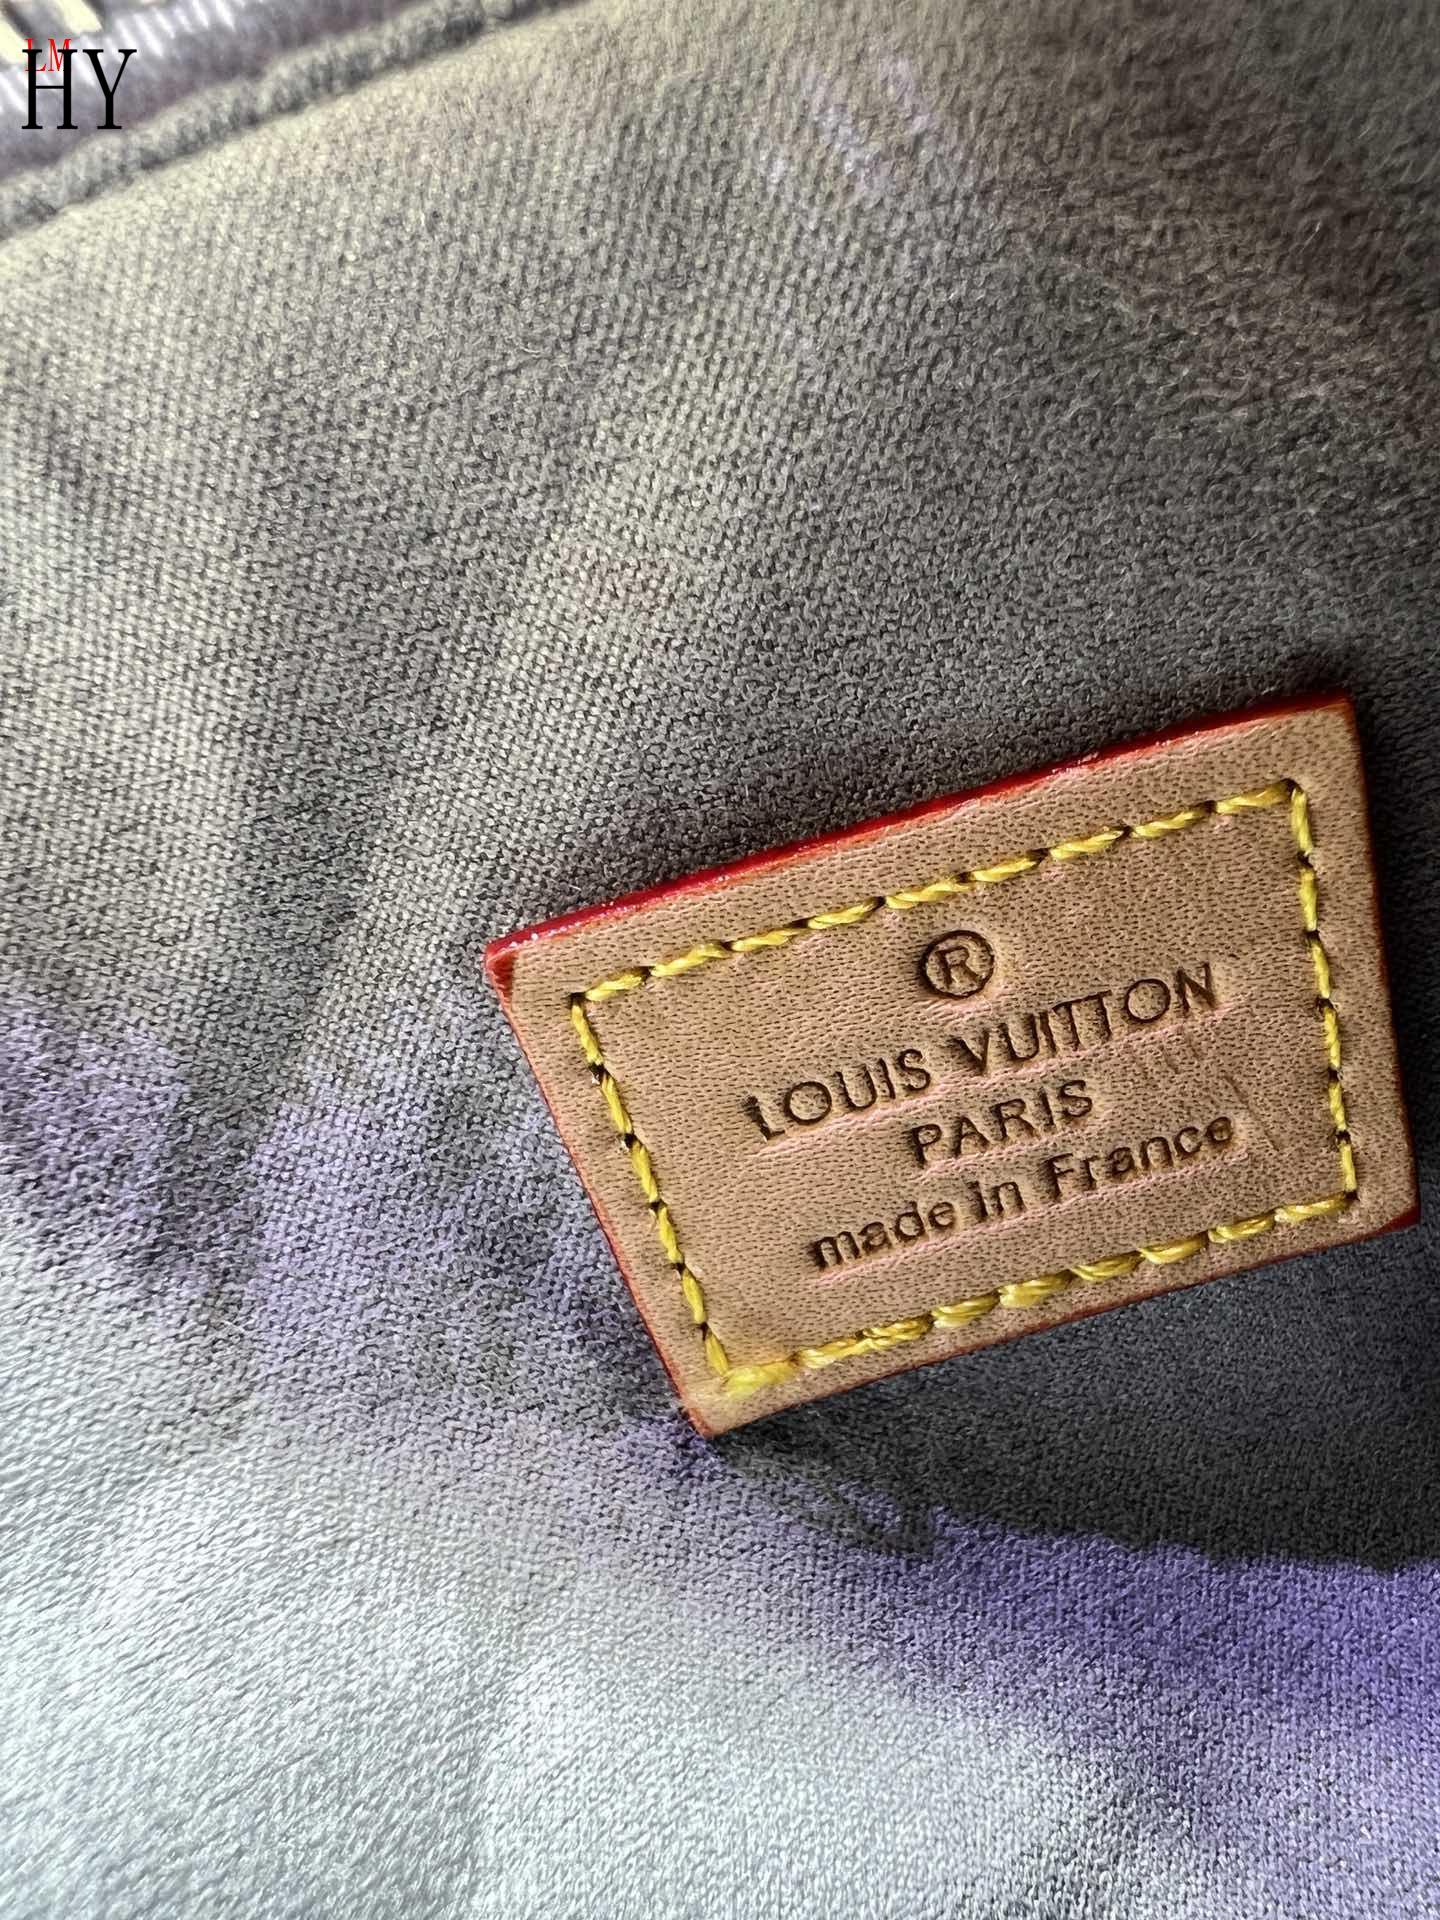 LM
HY
®
LOUIS VUITTON
PARIS
made in France